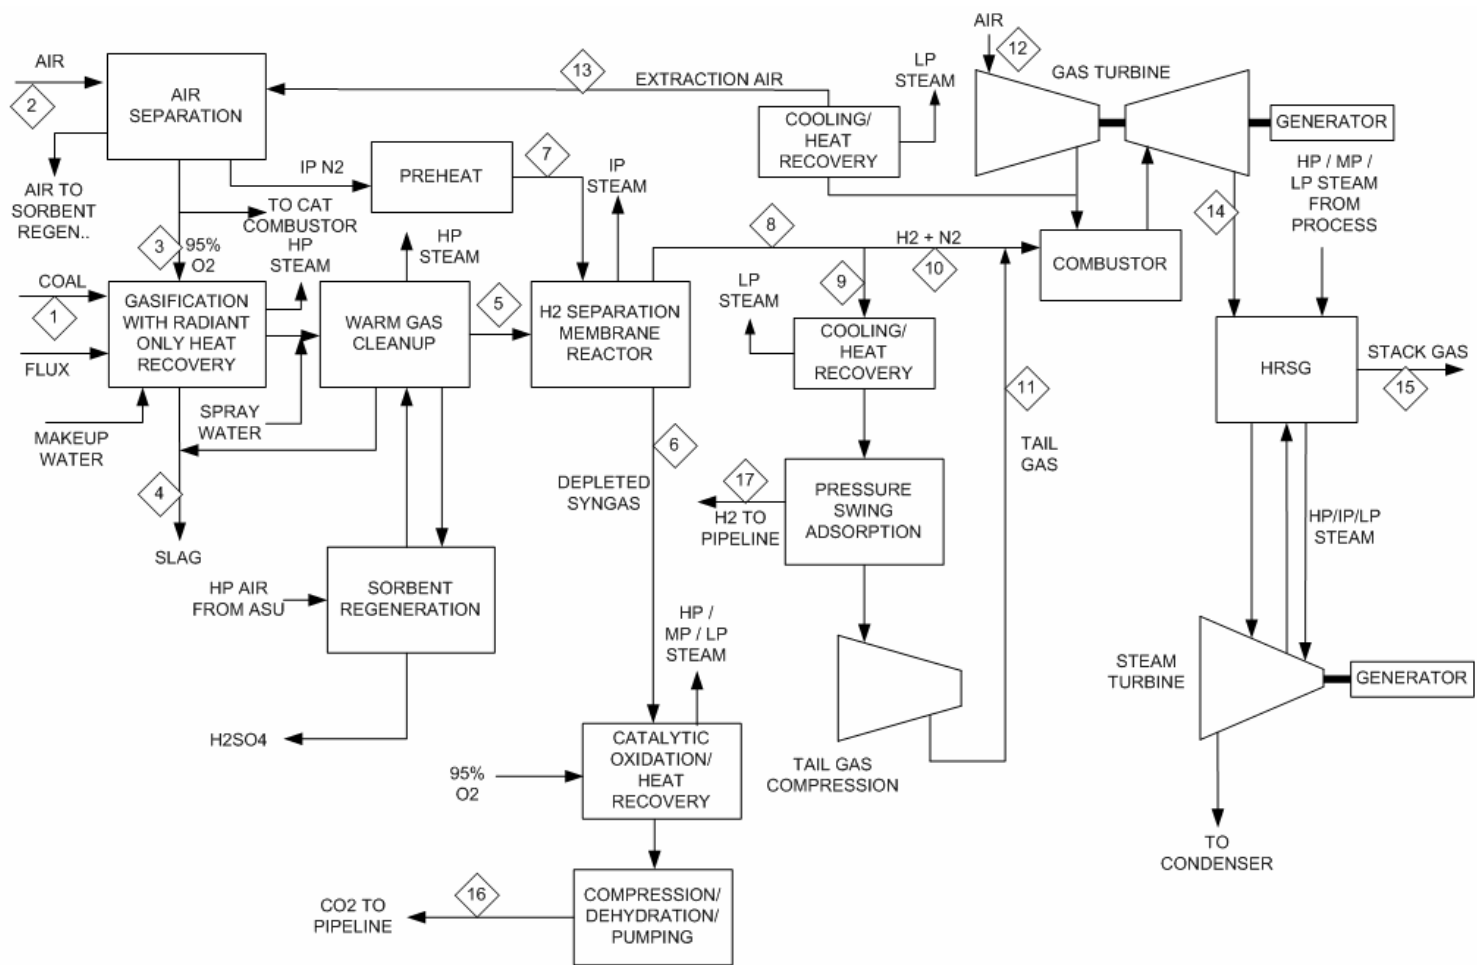 AIR
12
GAS TURBINE
LP
STEAM
AIR
2
AIR
SEPARATION
13
EXTRACTION AIR
COOLING/
HEAT
RECOVERY
GENERATOR
HP / MP /
LP STEAM
FROM
PROCESS
AIR TO
SORBENT
REGEN..
IP N2
PREHEAT
7
IP
STEAM
TO CAT
COMBUSTOR
3
95%
O2
HP
STEAM
HP
STEAM
8
H2 + N2
10
COMBUSTOR
14
COAL
1
GASIFICATION
WITH RADIANT
ONLY HEAT
RECOVERY
FLUX
WARM GAS
CLEANUP
5
H2 SEPARATION
MEMBRANE
REACTOR
LP
STEAM
9
COOLING/
HEAT
RECOVERY
11
TAIL
GAS
HRSG
STACK GAS
15
MAKEUP
WATER
SPRAY
WATER
4
SLAG
6
DEPLETED
SYNGAS
17
H2 TO
PIPELINE
PRESSURE
SWING
ADSORPTION
HP/IP/LP
STEAM
HP AIR
FROM ASU
SORBENT
REGENERATION
HP /
MP / LP
STEAM
H2SO4
95%
O2
CATALYTIC
OXIDATION/
HEAT
RECOVERY
TAIL GAS
COMPRESSION
STEAM
TURBINE
GENERATOR
TO
CONDENSER
CO2 TO
PIPELINE
16
COMPRESSION/
DEHYDRATION/
PUMPING